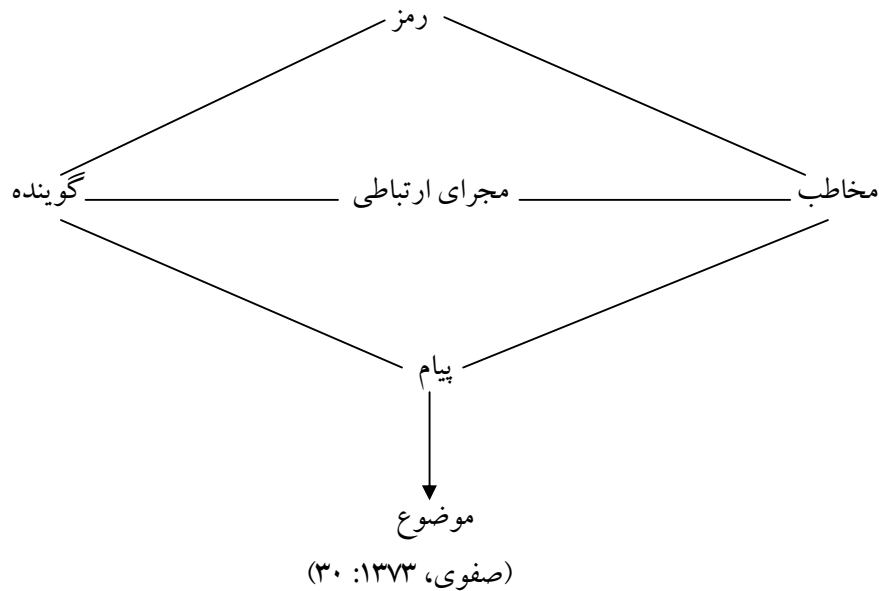 رمز
مخاطب مجرای ارتباطی گوینده
پیام
موضوع
(صفوی، ۱۳۷۳: ۳۰)